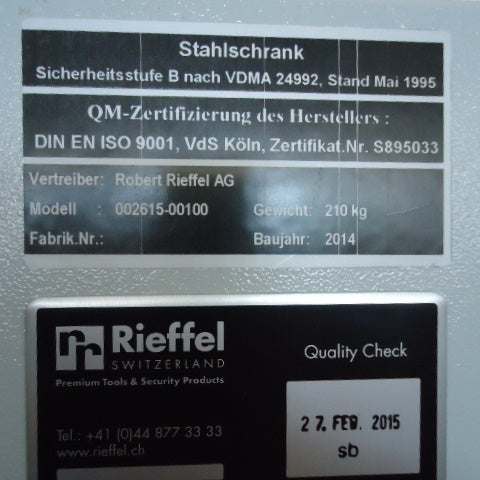 Stahlschrank
Sicherheitsstufe B nach VDMA 24992, Stand Mai 1995
QM-Zertifizierung des Herstellers :
DIN EN ISO 9001, VdS Köln, Zertifikat.Nr. S895033
Vertreiber: Robert Rieffel AG
Modell : 002615-00100 Gewicht: 210 kg
Fabrik.Nr.: Baujahr: 2014
Rieffel
SWITZERLAND
Premium Tools & Security Products
Quality Check
27. FEB. 2015
sb
Tel.: +41 (0)44 877 33 33
www.rieffel.ch